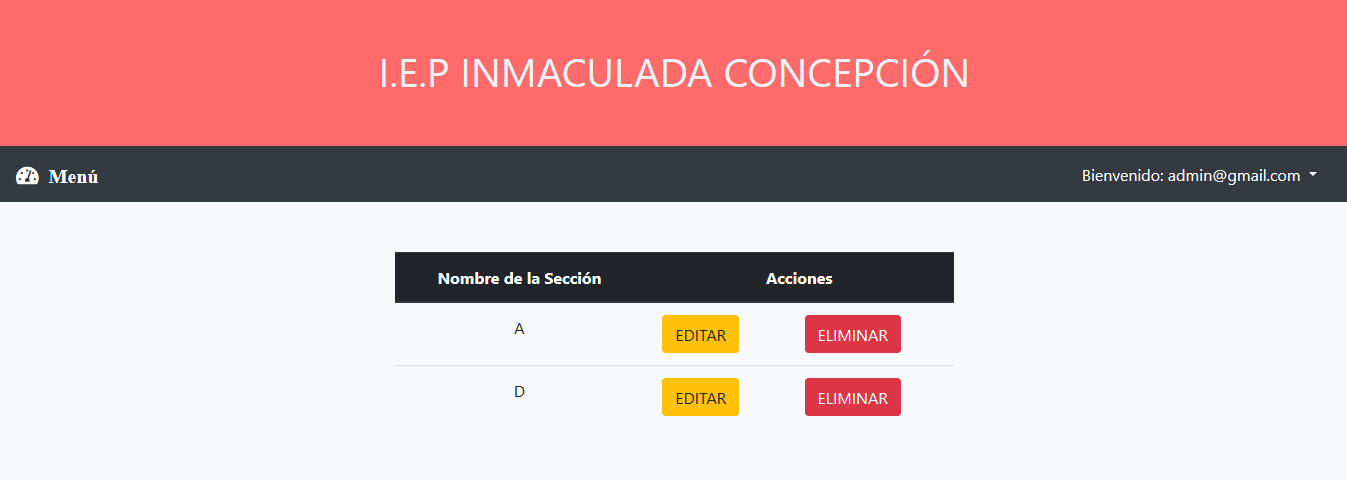 I.E.P INMACULADA CONCEPCIÓN
Menú Bienvenido: admin@gmail.com
Nombre de la Sección Acciones
A EDITAR ELIMINAR
D EDITAR ELIMINAR